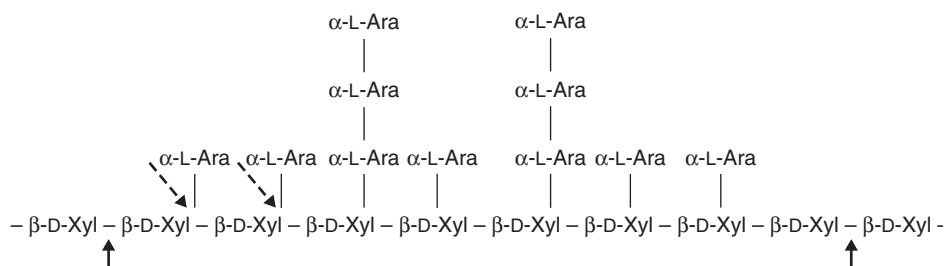 α-L-Ara α-L-Ara
α-L-Ara α-L-Ara
α-L-Ara α-L-Ara α-L-Ara α-L-Ara α-L-Ara α-L-Ara α-L-Ara
– β-D-Xyl – β-D-Xyl – β-D-Xyl – β-D-Xyl – β-D-Xyl – β-D-Xyl – β-D-Xyl – β-D-Xyl – β-D-Xyl – β-D-Xyl –